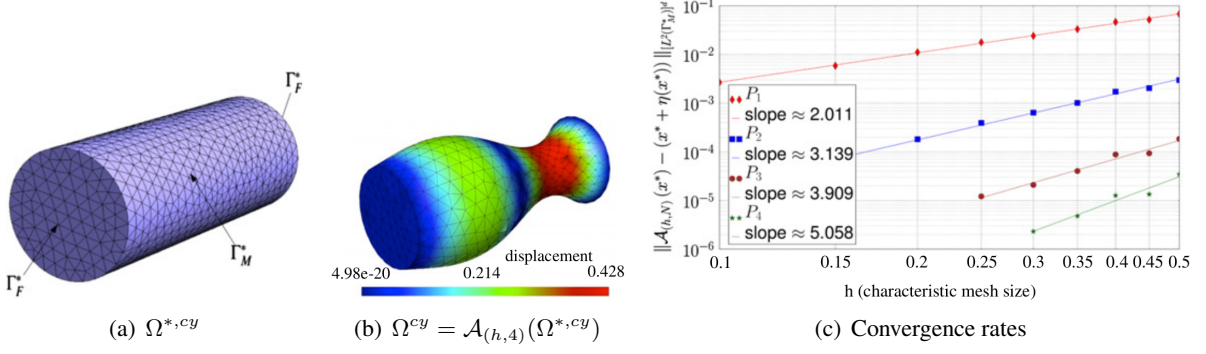 Γ*F
Γ*M
Γ*F
(a) Ω*,cy
displacement
4.98e-20 0.214 0.428
(b) Ωcy = A(h,4)(Ω*,cy)
‖A(h,N) (x*) − (x* + η(x*)) ‖[L2(Γ*M)]d
10−1
10−2
10−3
10−4
10−5
10−6
P1
slope ≈ 2.011
P2
slope ≈ 3.139
P3
slope ≈ 3.909
P4
slope ≈ 5.058
0.1 0.15 0.2 0.25 0.3 0.35 0.4 0.45 0.5
h (characteristic mesh size)
(c) Convergence rates